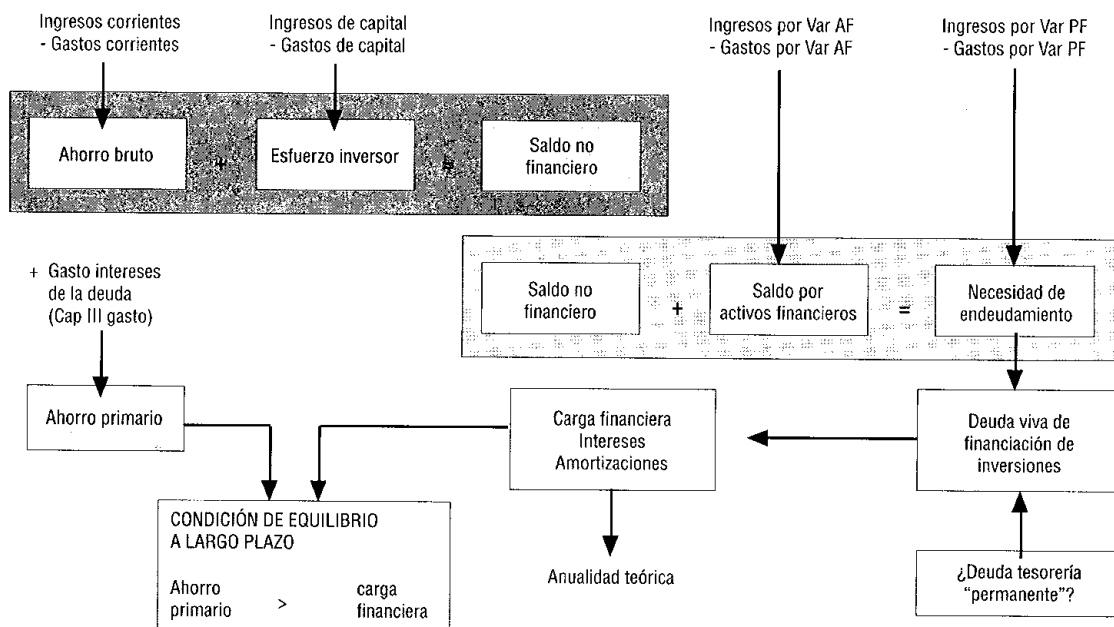 Ingresos corrientes
- Gastos corrientes
Ingresos de capital
- Gastos de capital
Ingresos por Var AF
- Gastos por Var AF
Ingresos por Var PF
- Gastos por Var PF
Ahorro bruto
+
Esfuerzo inversor
=
Saldo no
financiero
+ Gasto intereses
de la deuda
(Cap III gasto)
Saldo no
financiero
+
Saldo por
activos financieros
=
Necesidad de
endeudamiento
Ahorro primario
Carga financiera
Intereses
Amortizaciones
Deuda viva de
financiación de
inversiones
CONDICIÓN DE EQUILIBRIO
A LARGO PLAZO
Ahorro
primario
>
carga
financiera
Anualidad teórica
¿Deuda tesorería
"permanente"?